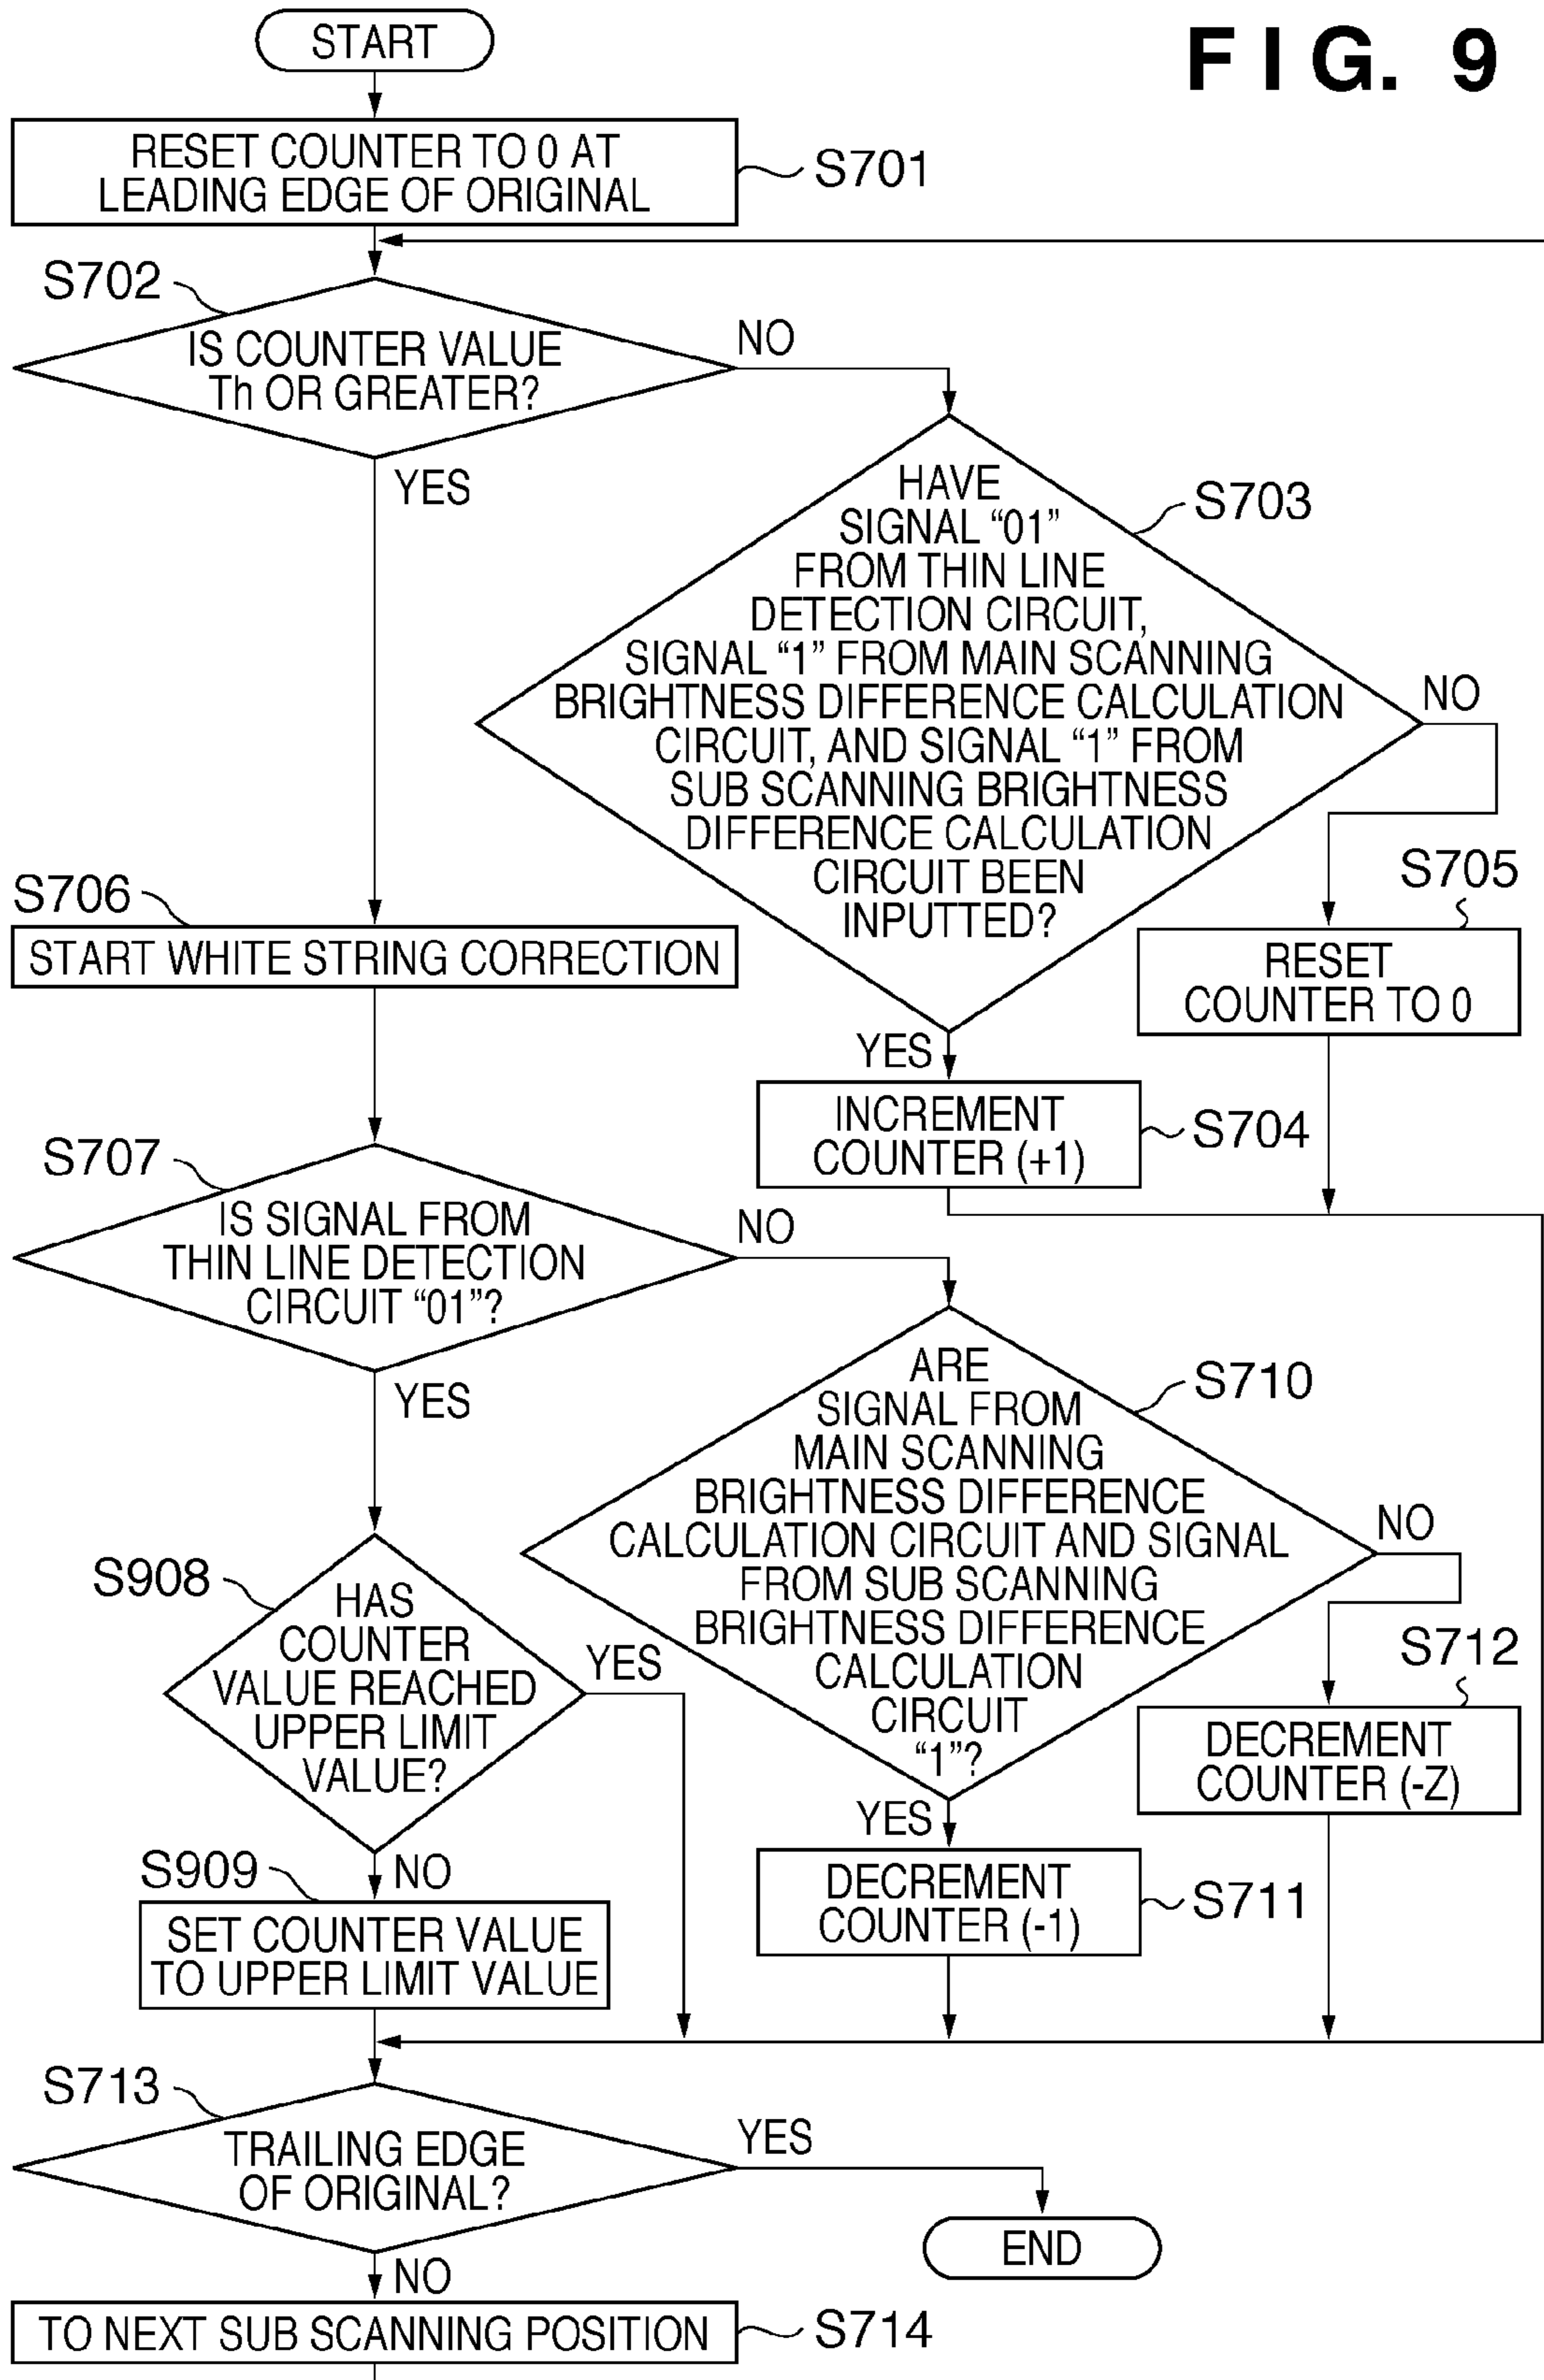 FIG. 9
START
RESET COUNTER TO 0 AT
LEADING EDGE OF ORIGINAL
S701
S702
IS COUNTER VALUE
Th OR GREATER?
NO
YES
HAVE
SIGNAL “01”
FROM THIN LINE
DETECTION CIRCUIT,
SIGNAL “1” FROM MAIN SCANNING
BRIGHTNESS DIFFERENCE CALCULATION
CIRCUIT, AND SIGNAL “1” FROM
SUB SCANNING BRIGHTNESS
DIFFERENCE CALCULATION
CIRCUIT BEEN
INPUTTED?
S703
NO
YES
S705
RESET
COUNTER TO 0
INCREMENT
COUNTER (+1)
S704
S706
START WHITE STRING CORRECTION
S707
IS SIGNAL FROM
THIN LINE DETECTION
CIRCUIT “01”?
NO
YES
ARE
SIGNAL FROM
MAIN SCANNING
BRIGHTNESS DIFFERENCE
CALCULATION CIRCUIT AND SIGNAL
FROM SUB SCANNING
BRIGHTNESS DIFFERENCE
CALCULATION
CIRCUIT
“1”?
S710
NO
YES
S712
DECREMENT
COUNTER (-Z)
DECREMENT
COUNTER (-1)
S711
S908
HAS
COUNTER
VALUE REACHED
UPPER LIMIT
VALUE?
YES
NO
S909
SET COUNTER VALUE
TO UPPER LIMIT VALUE
S713
TRAILING EDGE
OF ORIGINAL?
YES
END
NO
TO NEXT SUB SCANNING POSITION
S714